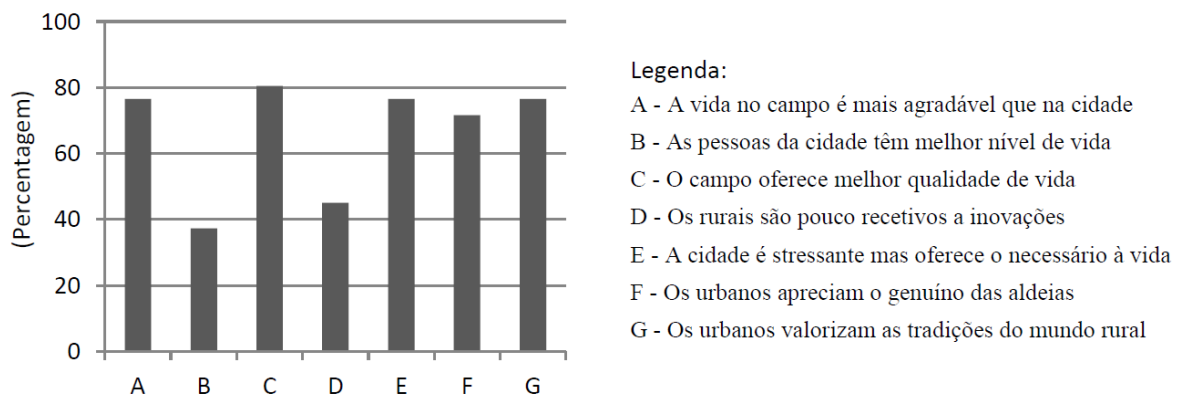 100
80
60
40
20
0
(Percentagem)
A B C D E F G
Legenda:
A - A vida no campo é mais agradável que na cidade
B - As pessoas da cidade têm melhor nível de vida
C - O campo oferece melhor qualidade de vida
D - Os rurais são pouco recetivos a inovações
E - A cidade é stressante mas oferece o necessário à vida
F - Os urbanos apreciam o genuíno das aldeias
G - Os urbanos valorizam as tradições do mundo rural